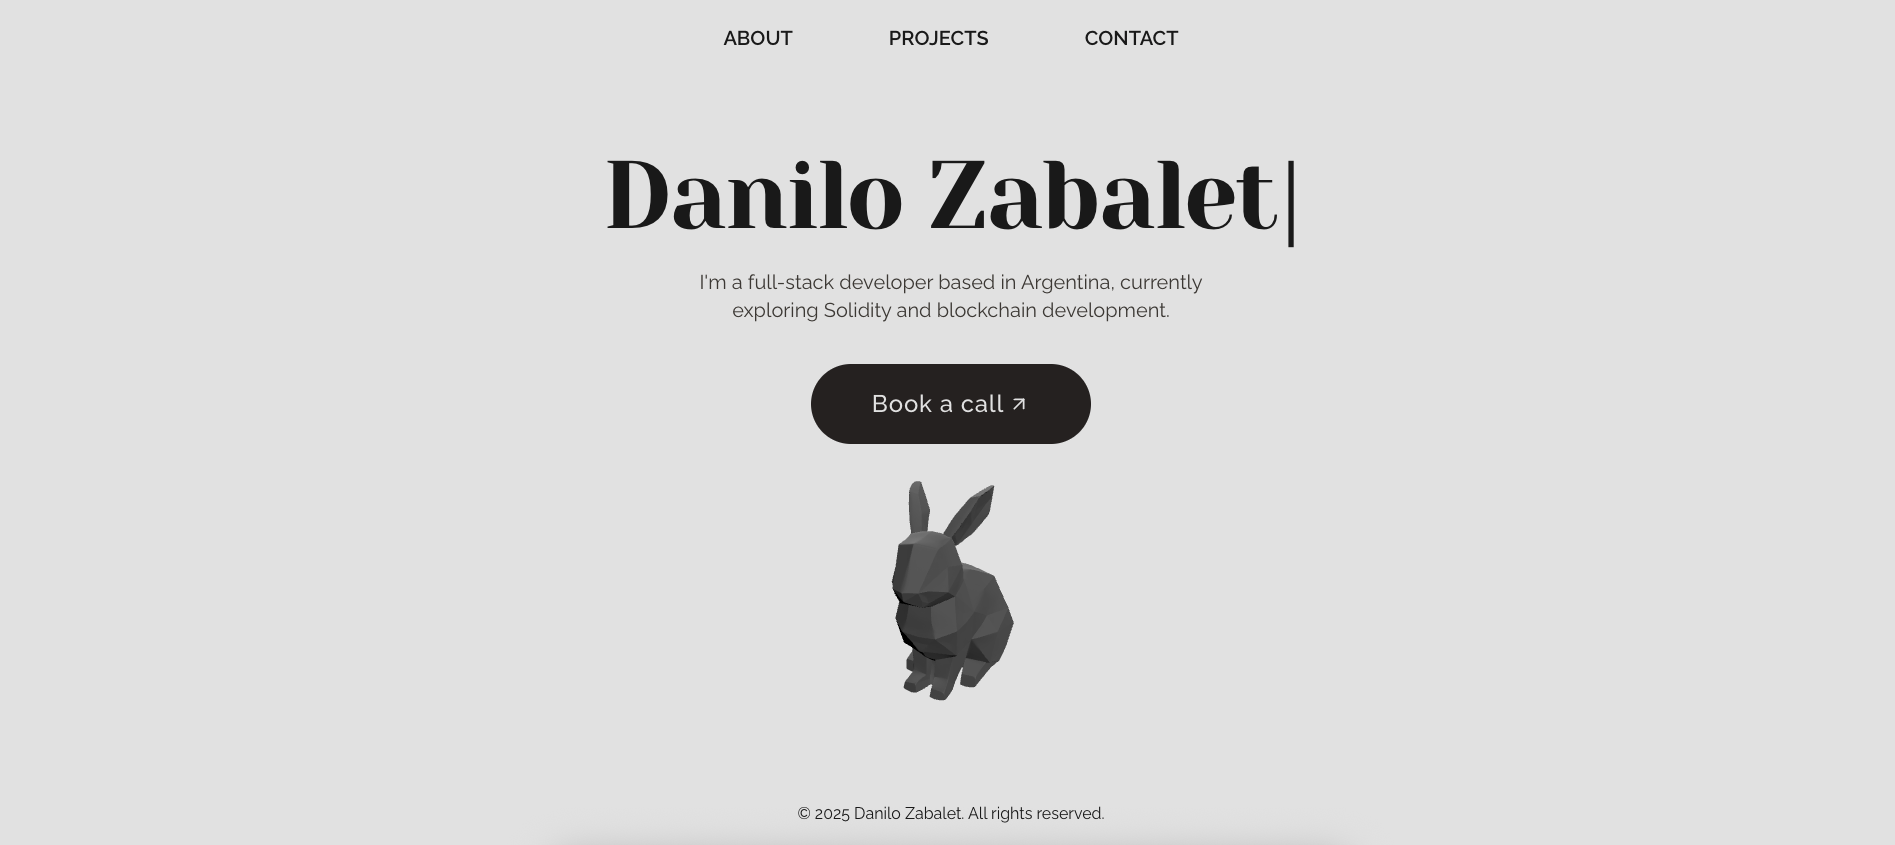 ABOUT PROJECTS CONTACT
Danilo Zabalet|
I'm a full-stack developer based in Argentina, currently
exploring Solidity and blockchain development.
Book a call ↗
© 2025 Danilo Zabalet. All rights reserved.